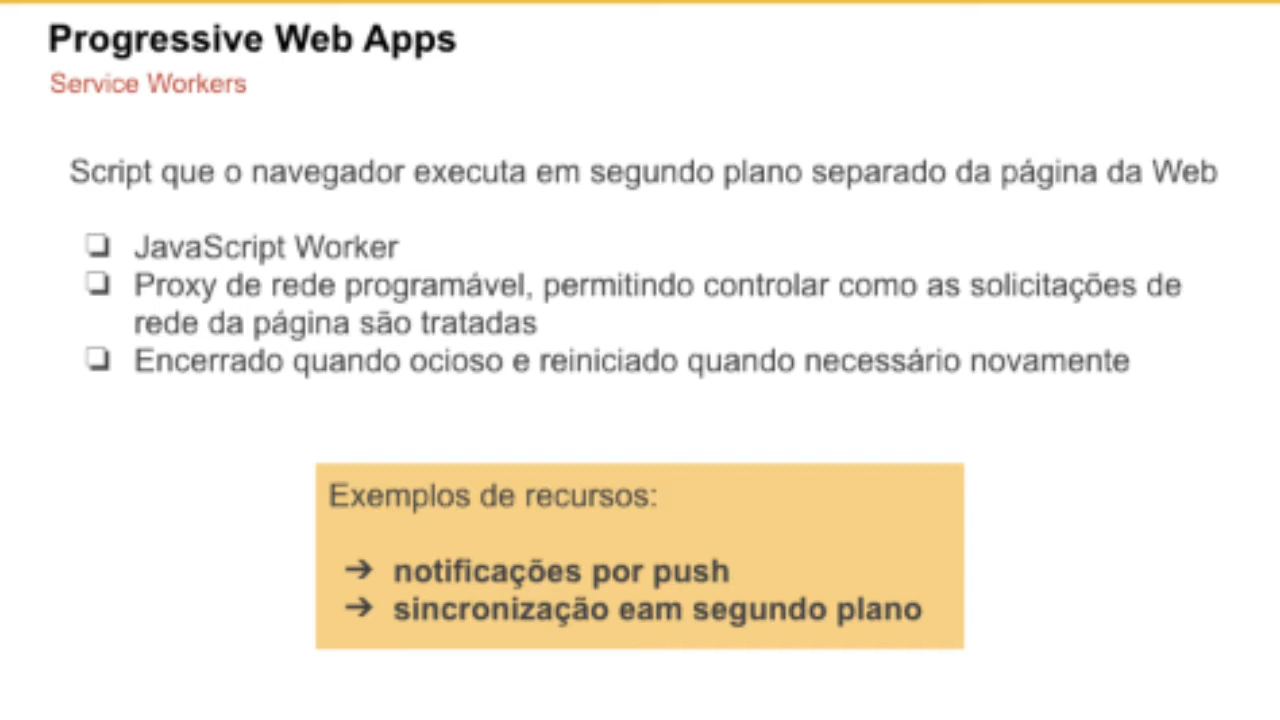 Progressive Web Apps
Service Workers
Script que o navegador executa em segundo plano separado da página da Web
❏ JavaScript Worker
❏ Proxy de rede programável, permitindo controlar como as solicitações de
rede da página são tratadas
❏ Encerrado quando ocioso e reiniciado quando necessário novamente
Exemplos de recursos:
➔ notificações por push
➔ sincronização eam segundo plano